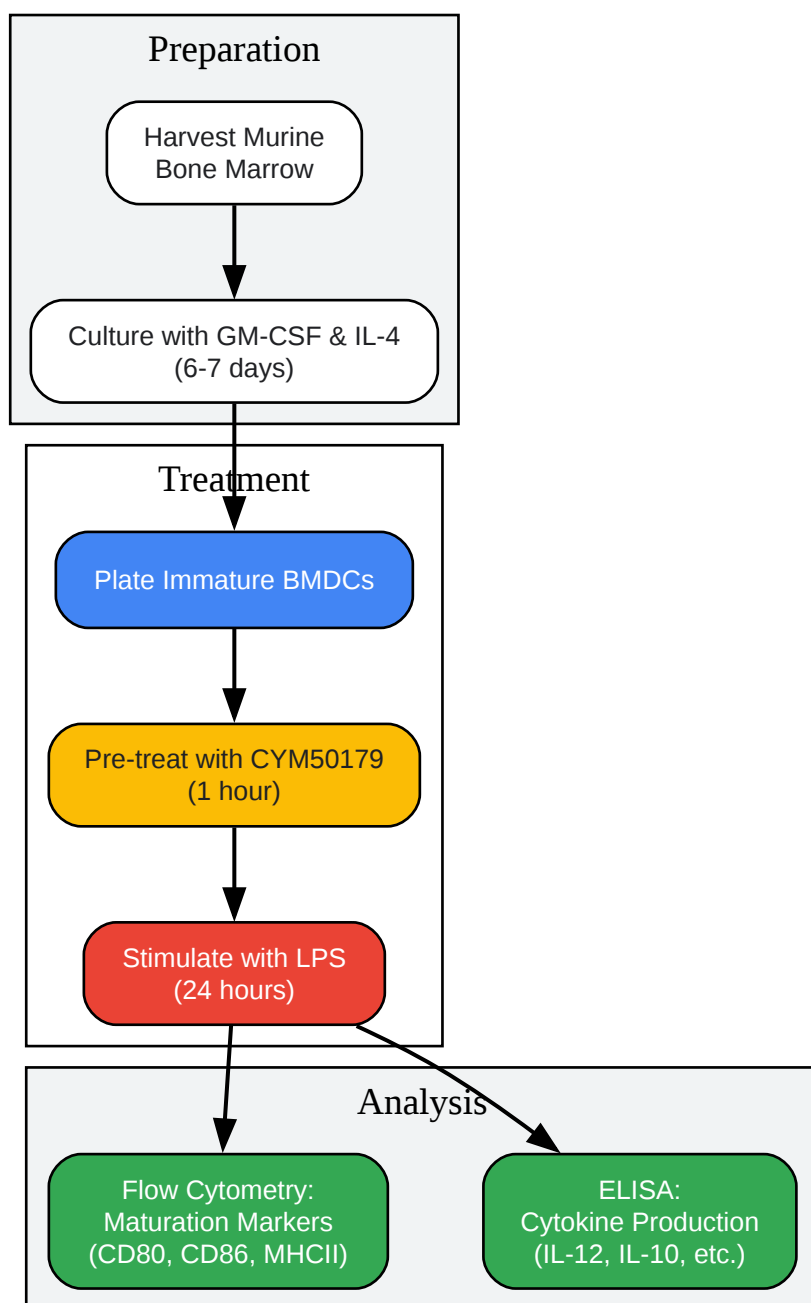 Preparation
Harvest Murine
Bone Marrow
Culture with GM-CSF & IL-4
(6-7 days)
Treatment
Plate Immature BMDCs
Pre-treat with CYM50179
(1 hour)
Stimulate with LPS
(24 hours)
Analysis
Flow Cytometry:
Maturation Markers
(CD80, CD86, MHCII)
ELISA:
Cytokine Production
(IL-12, IL-10, etc.)